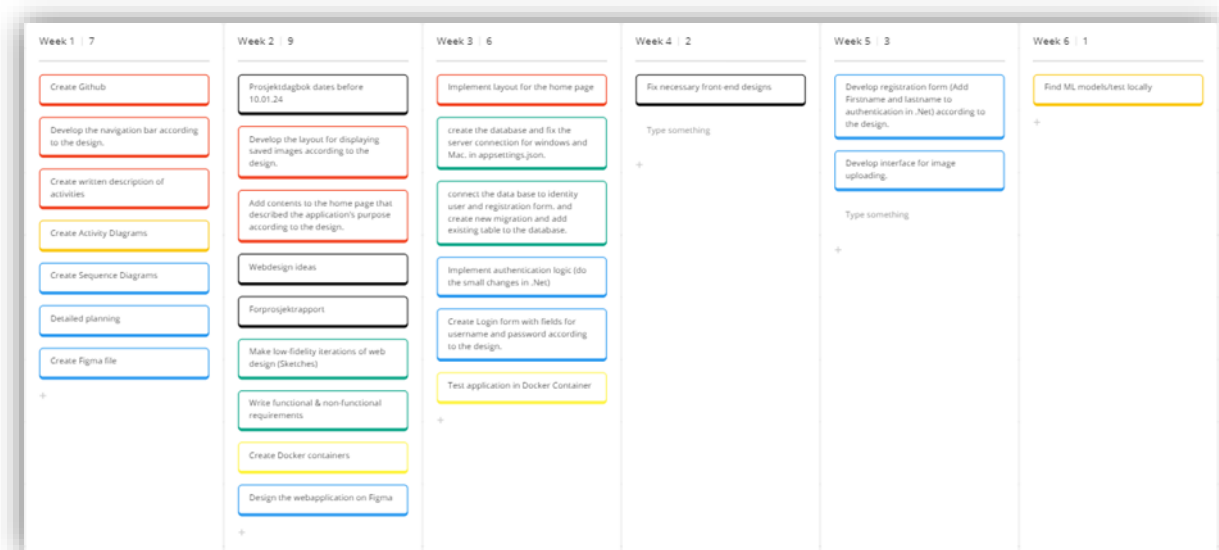 Week 1 | 7
Create Github
Develop the navigation bar according
to the design.
Create written description of
activities
Create Activity Diagrams
Create Sequence Diagrams
Detailed planning
Create Figma file
+
Week 2 | 9
Prosjektdagbok dates before
10.01.24
Develop the layout for displaying
saved images according to the
design.
Add contents to the home page that
described the application's purpose
according to the design.
Webdesign ideas
Forprosjektrapport
Make low-fidelity iterations of web
design (Sketches)
Write functional & non-functional
requirements
Create Docker containers
Design the webapplication on Figma
+
Week 3 | 6
Implement layout for the home page
create the database and fix the
server connection for windows and
Mac. in appsettings.json.
connect the data base to identity
user and registration form. and
create new migration and add
existing table to the database.
Implement authentication logic (do
the small changes in .Net)
Create Login form with fields for
username and password according
to the design.
Test application in Docker Container
+
Week 4 | 2
Fix necessary front-end designs
Type something
+
Week 5 | 3
Develop registration form (Add
Firstname and lastname to
authentication in .Net) according to
the design.
Develop interface for image
uploading.
Type something
+
Week 6 | 1
Find ML models/test locally
+